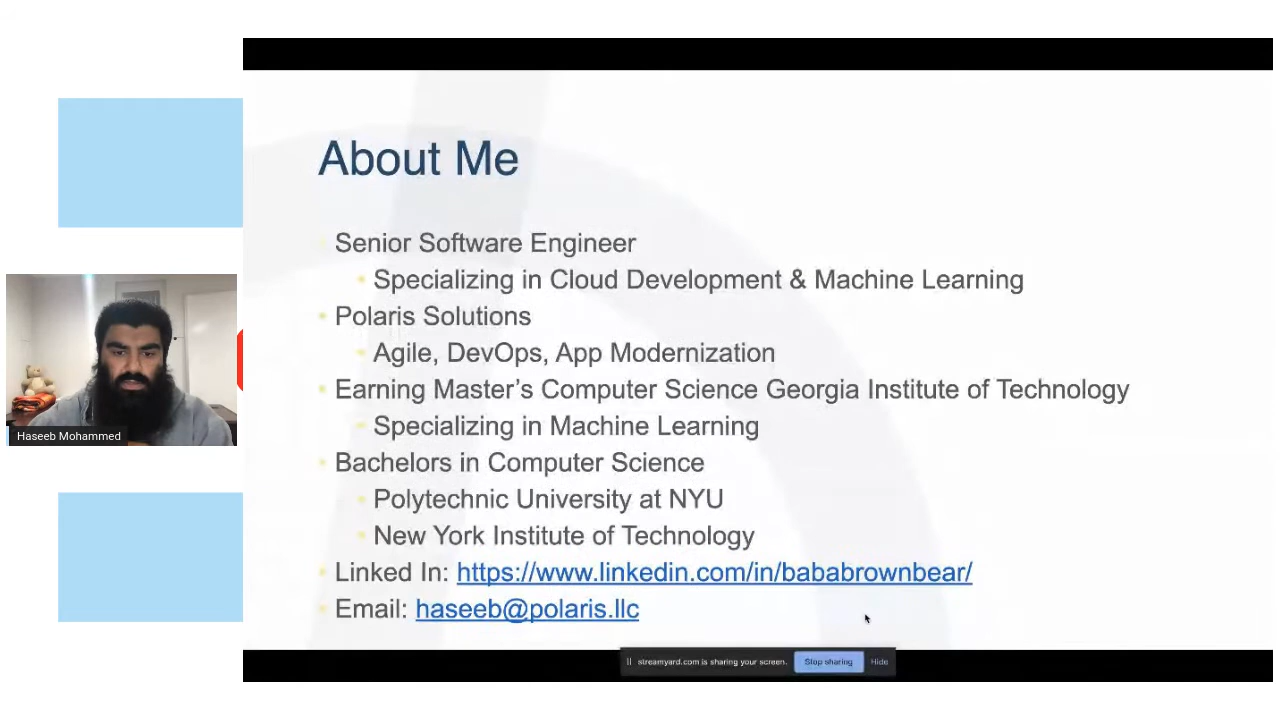 About Me
Senior Software Engineer
Specializing in Cloud Development & Machine Learning
Polaris Solutions
Agile, DevOps, App Modernization
Earning Master's Computer Science Georgia Institute of Technology
Specializing in Machine Learning
Bachelors in Computer Science
Polytechnic University at NYU
New York Institute of Technology
Linked In: https://www.linkedin.com/in/bababrownbear/
Email: haseeb@polaris.llc
Haseeb Mohammed
streamyard.com is sharing your screen. Stop sharing Hide